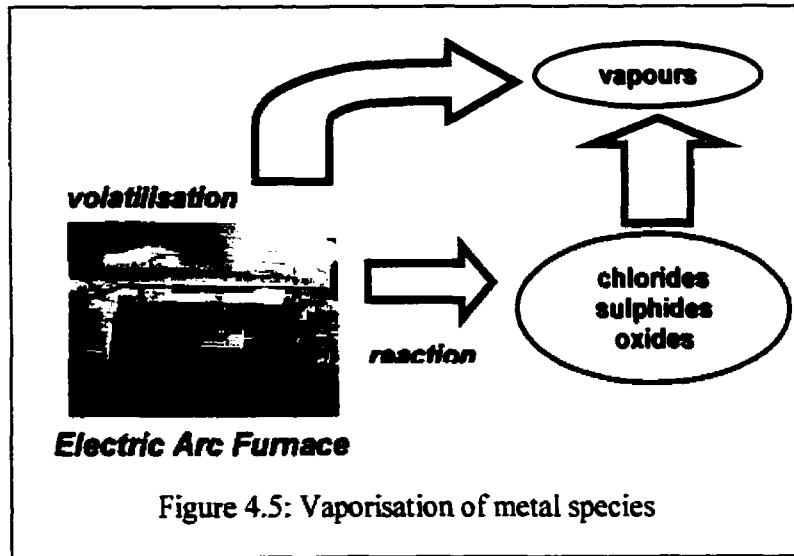 vapours
volatilisation
chlorides
sulphides
oxides
reaction
Electric Arc Furnace
Figure 4.5: Vaporisation of metal species